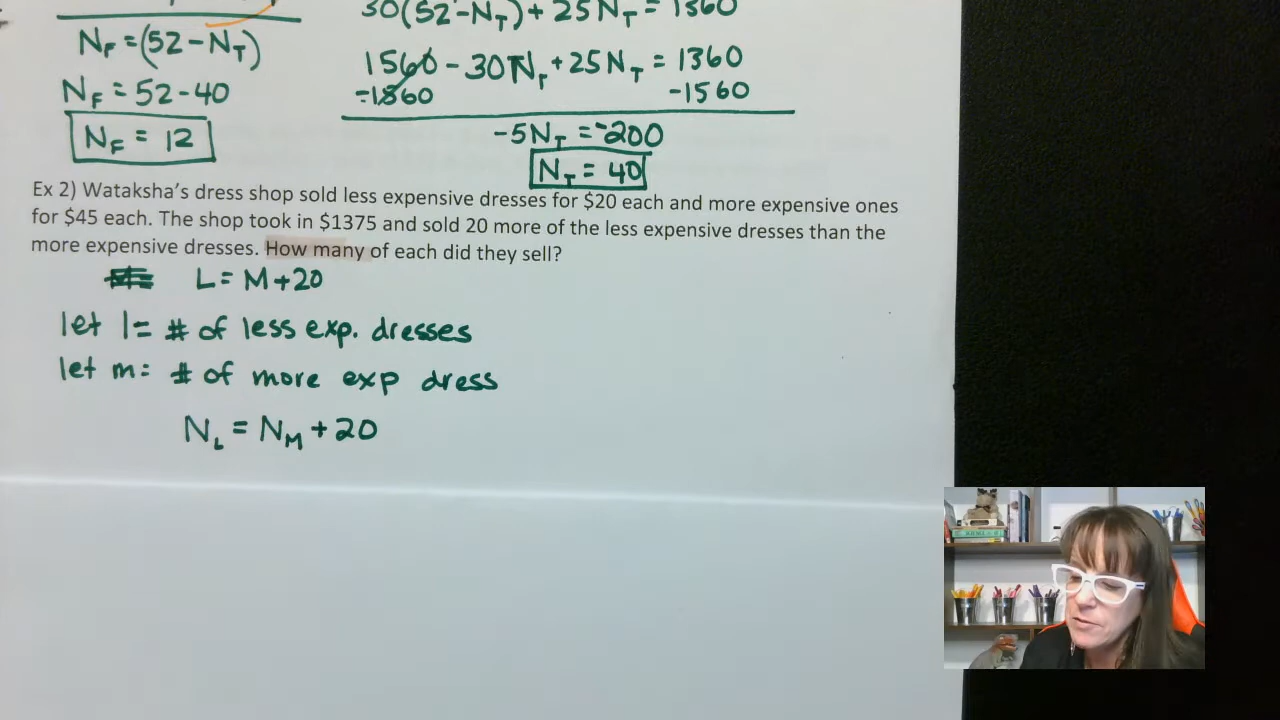 30(52-N_T)+25N_T=1360
N_F=(52-N_T)
1560-30N_T+25N_T=1360
N_F=52-40
-1560 -1560
N_F=12
-5N_T=-200
N_T=40
Ex 2) Wataksha's dress shop sold less expensive dresses for $20 each and more expensive ones
for $45 each. The shop took in $1375 and sold 20 more of the less expensive dresses than the
more expensive dresses. How many of each did they sell?
L=M+20
let l=# of less exp. dresses
let m=# of more exp dress
N_L=N_M+20